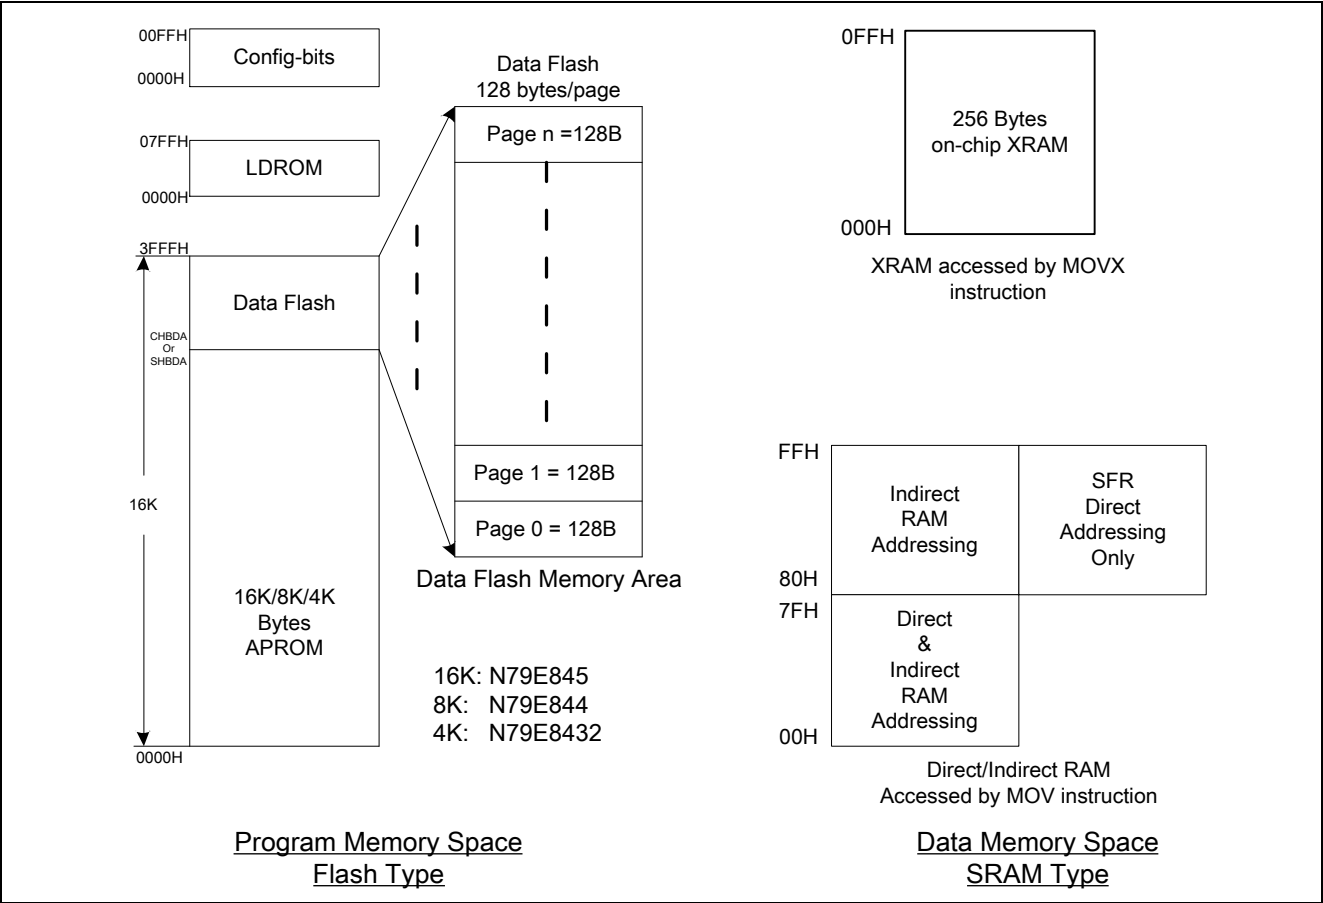 00FFH
Config-bits
0000H
07FFH
LDROM
0000H
3FFFH
Data Flash
CHBDA
Or
SHBDA
16K
16K/8K/4K
Bytes
APROM
0000H
Data Flash
128 bytes/page
Page n =128B
Page 1 = 128B
Page 0 = 128B
Data Flash Memory Area
16K: N79E845
8K: N79E844
4K: N79E8432
Program Memory Space
Flash Type
0FFH
256 Bytes
on-chip XRAM
000H
XRAM accessed by MOVX
instruction
FFH
Indirect
RAM
Addressing
SFR
Direct
Addressing
Only
80H
7FH
Direct
&
Indirect
RAM
Addressing
00H
Direct/Indirect RAM
Accessed by MOV instruction
Data Memory Space
SRAM Type